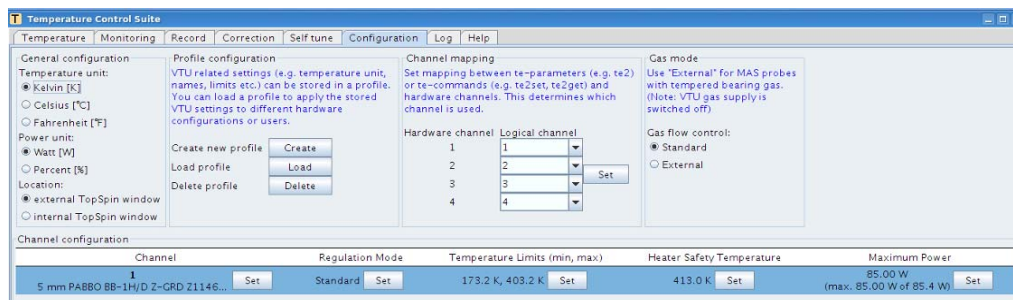 Temperature Control Suite
Temperature Monitoring Record Correction Self tune Configuration Log Help
General configuration
Temperature unit:
Kelvin [K]
Celsius [°C]
Fahrenheit [°F]
Power unit:
Watt [W]
Percent [%]
Location:
external TopSpin window
internal TopSpin window
Profile configuration
VTU related settings (e.g. temperature unit,
names, limits etc.) can be stored in a profile.
You can load a profile to apply the stored
VTU settings to different hardware
configurations or users.
Create new profile Create
Load profile Load
Delete profile Delete
Channel mapping
Set mapping between te-parameters (e.g. te2)
or te-commands (e.g. te2set, te2get) and
hardware channels. This determines which
channel is used.
Hardware channel Logical channel
1 1
2 2
3 3
4 4
Set
Gas mode
Use "External" for MAS probes
with tempered bearing gas.
(Note: VTU gas supply is
switched off)
Gas flow control:
Standard
External
Channel configuration
Channel Regulation Mode Temperature Limits (min, max) Heater Safety Temperature Maximum Power
1
5 mm PABBO BB-1H/D Z-GRD Z1146... Set Standard Set 173.2 K, 403.2 K Set 413.0 K Set
85.00 W
(max. 85.00 W of 85.4 W) Set